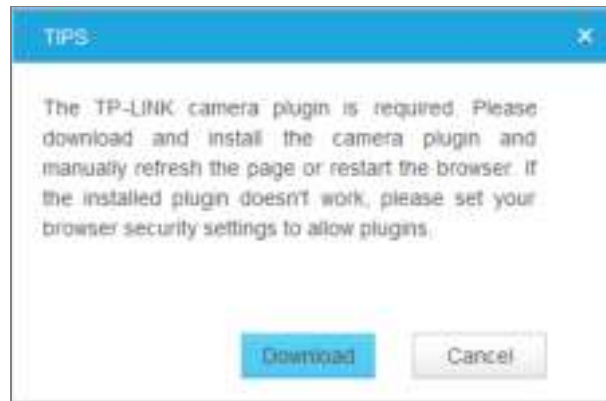 TIPS
The TP-LINK camera plugin is required. Please
download and install the camera plugin and
manually refresh the page or restart the browser. If
the installed plugin doesn't work, please set your
browser security settings to allow plugins.
Download Cancel